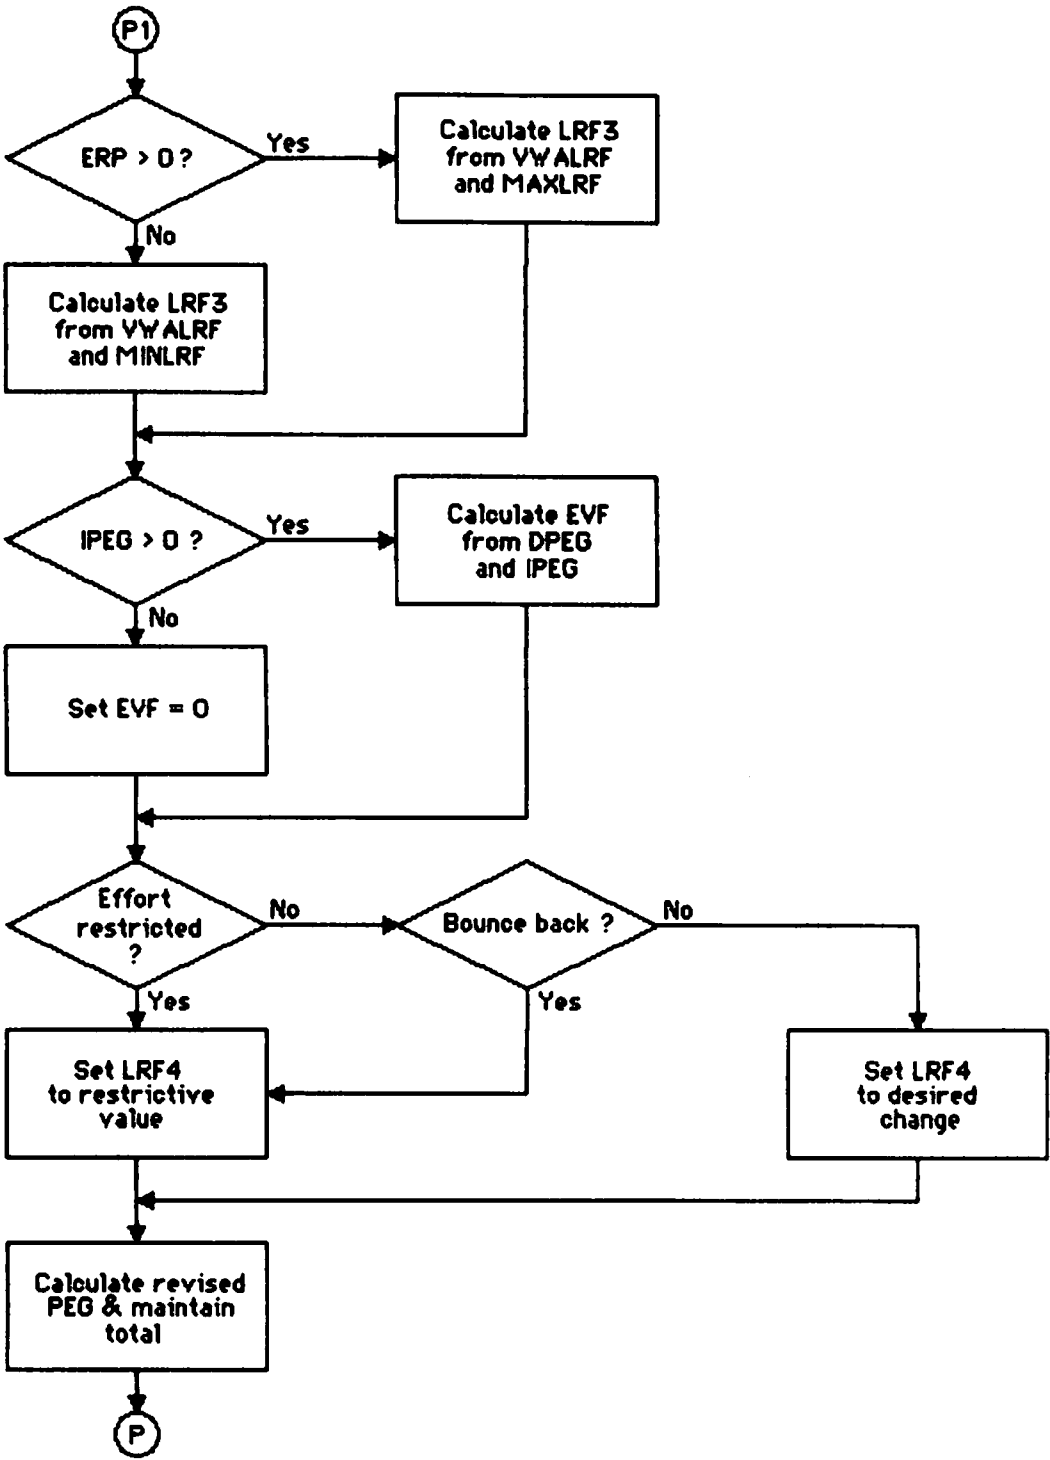 P1
ERP > 0 ?
Yes
Calculate LRF3
from VWALRF
and MAXLRF
No
Calculate LRF3
from VWALRF
and MINLRF
IPEG > 0 ?
Yes
Calculate EVF
from DPEG
and IPEG
No
Set EVF = 0
Effort
restricted
?
No
Bounce back ?
No
Yes
Yes
Set LRF4
to restrictive
value
Set LRF4
to desired
change
Calculate revised
PEG & maintain
total
P